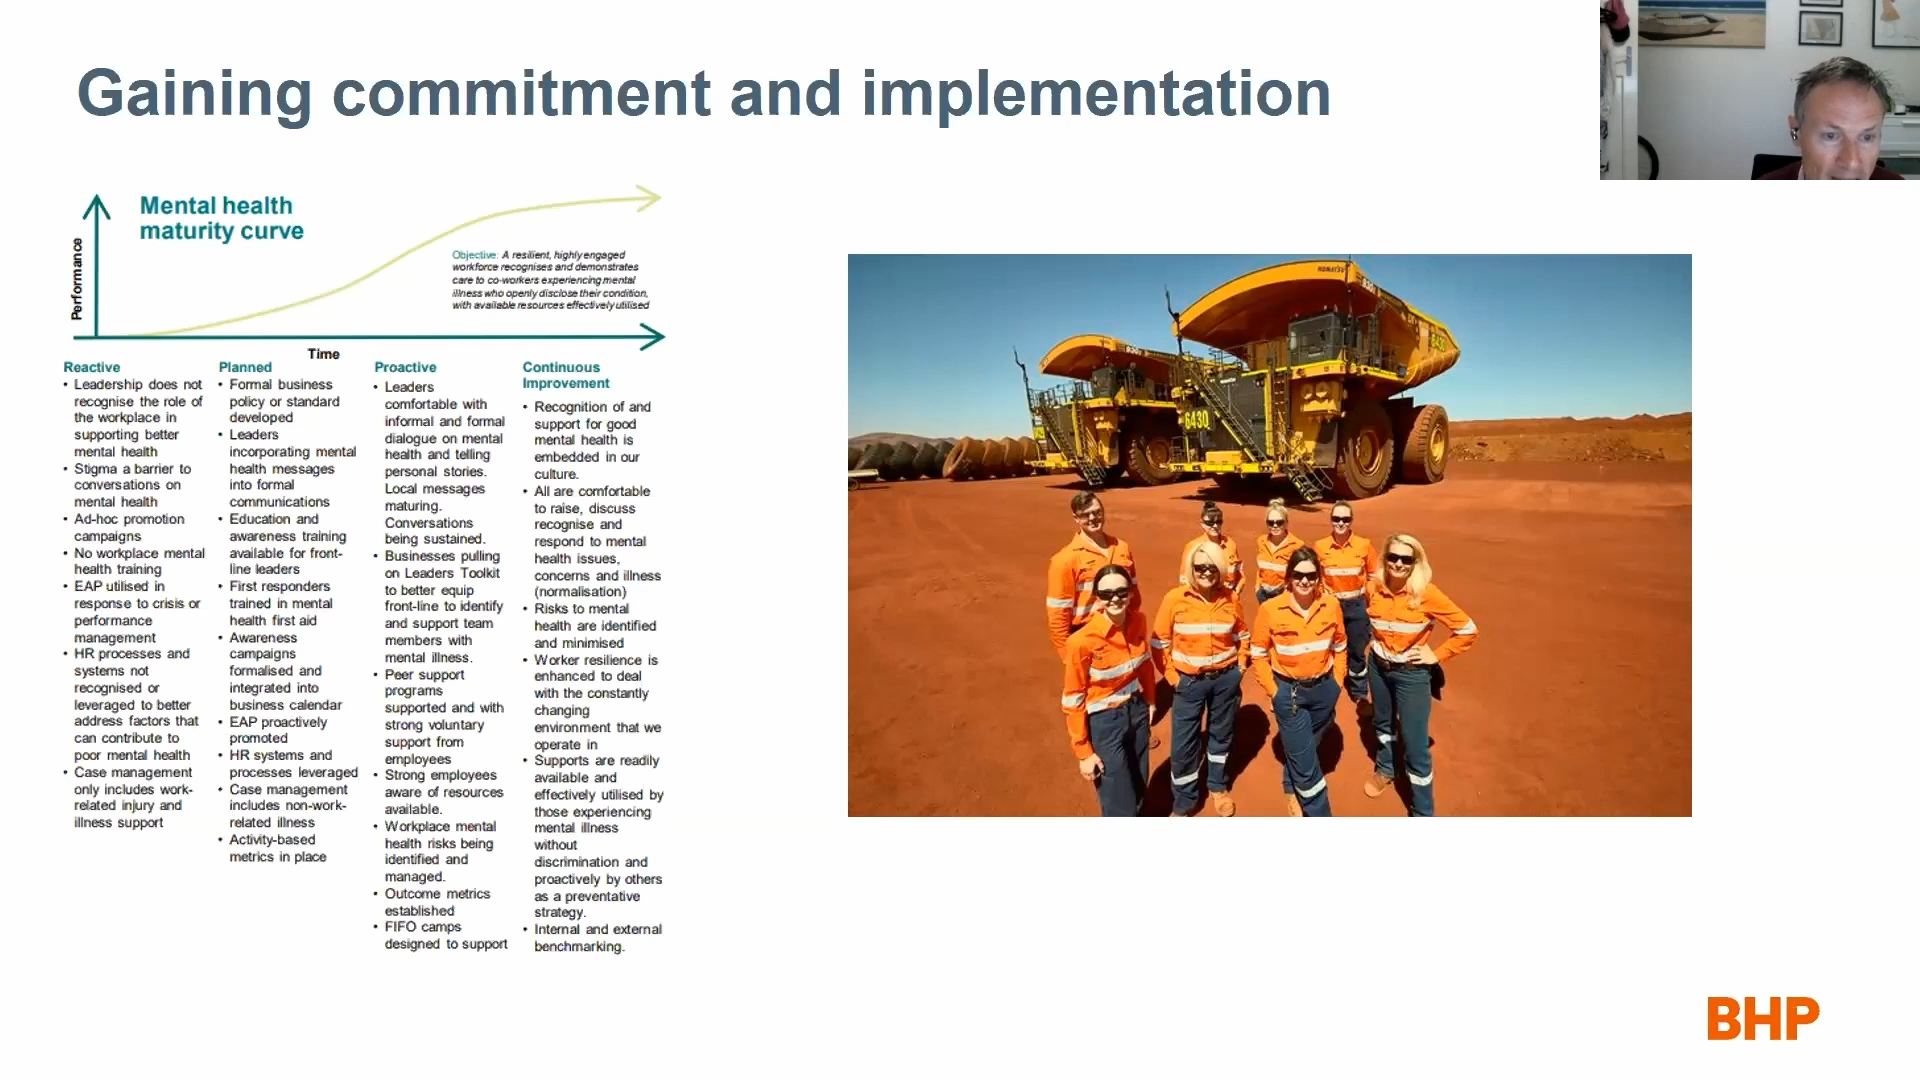 Gaining commitment and implementation
Mental health
maturity curve
Performance
Objective: A resilient, highly engaged
workforce recognises and demonstrates
care to co-workers experiencing mental
illness who openly disclose their condition,
with available resources effectively utilised
Time
Reactive
• Leadership does not
recognise the role of
the workplace in
supporting better
mental health
• Stigma a barrier to
conversations on
mental health
• Ad-hoc promotion
campaigns
• No workplace mental
health training
• EAP utilised in
response to crisis or
performance
management
• HR processes and
systems not
recognised or
leveraged to better
address factors that
can contribute to
poor mental health
• Case management
only includes work-
related injury and
illness support
Planned
• Formal business
policy or standard
developed
• Leaders
incorporating mental
health messages
into formal
communications
• Education and
awareness training
available for front-
line leaders
• First responders
trained in mental
health first aid
• Awareness
campaigns
formalised and
integrated into
business calendar
• EAP proactively
promoted
• HR systems and
processes leveraged
• Case management
includes non-work-
related illness
• Activity-based
metrics in place
Proactive
• Leaders
comfortable with
informal and formal
dialogue on mental
health and telling
personal stories.
Local messages
maturing.
Conversations
being sustained.
• Businesses pulling
on Leaders Toolkit
to better equip
front-line to identify
and support team
members with
mental illness.
• Peer support
programs
supported and with
strong voluntary
support from
employees
• Strong employees
aware of resources
available.
• Workplace mental
health risks being
identified and
managed.
• Outcome metrics
established
• FIFO camps
designed to support
Continuous
Improvement
• Recognition of and
support for good
mental health is
embedded in our
culture.
• All are comfortable
to raise, discuss
recognise and
respond to mental
health issues,
concerns and illness
(normalisation)
• Risks to mental
health are identified
and minimised
• Worker resilience is
enhanced to deal
with the constantly
changing
environment that we
operate in
• Supports are readily
available and
effectively utilised by
those experiencing
mental illness
without
discrimination and
proactively by others
as a preventative
strategy.
• Internal and external
benchmarking.
KOMATSU
6430
BHP